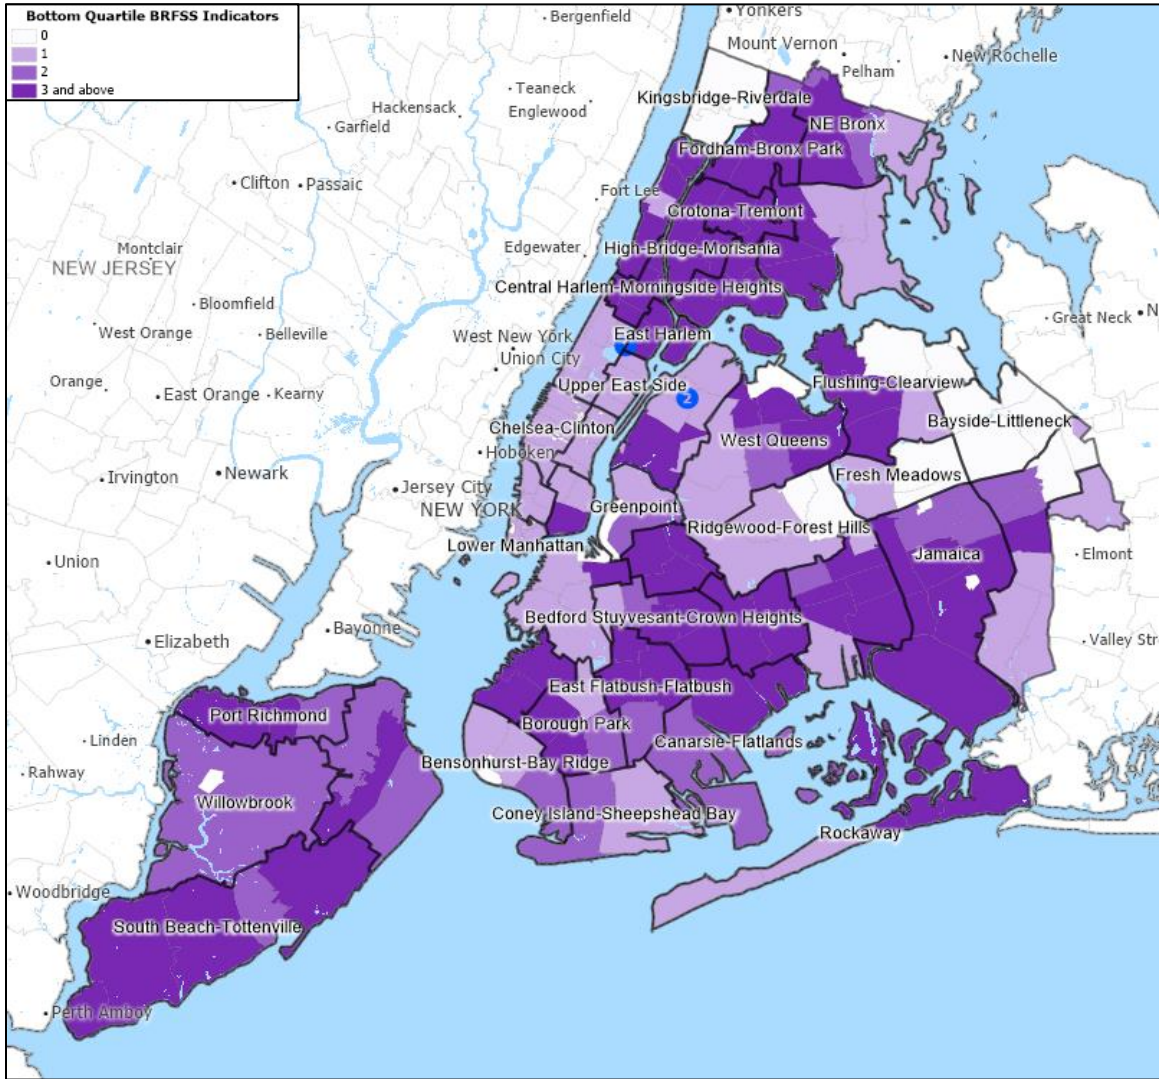 Bottom Quartile BRFSS Indicators
0
1
2
3 and above
Bergenfield
Yonkers
Mount Vernon
New Rochelle
Pelham
Teaneck
Hackensack
Englewood
Kingsbridge-Riverdale
Garfield
NE Bronx
Fordham-Bronx Park
Clifton
Passaic
Fort Lee
Crotona-Tremont
Montclair
Edgewater
High-Bridge-Morisania
NEW JERSEY
Central Harlem-Morningside Heights
Bloomfield
Great Neck
N
West Orange
Belleville
West New York
East Harlem
Union City
Orange
East Orange
Kearny
Upper East Side
Flushing-Clearview
2
Bayside-Littleneck
Chelsea-Clinton
West Queens
Hoboken
Irvington
Newark
Fresh Meadows
Jersey City
NEW YORK
Greenpoint
Ridgewood-Forest Hills
Lower Manhattan
Jamaica
Elmont
Union
Bedford Stuyvesant-Crown Heights
Bayonne
Elizabeth
Valley Str
East Flatbush-Flatbush
Port Richmond
Borough Park
Linden
Canarsie-Flatlands
Bensonhurst-Bay Ridge
Rahway
Willowbrook
Coney Island-Sheepshead Bay
Rockaway
Woodbridge
South Beach-Tottenville
Perth Amboy